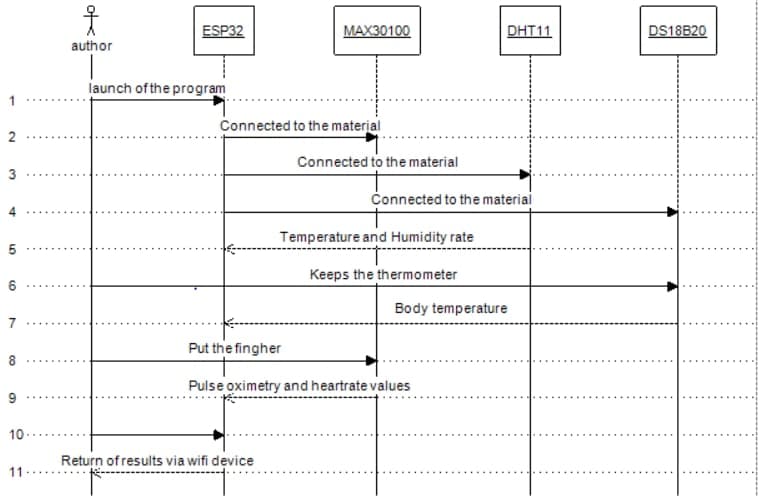 author
ESP32
MAX30100
DHT11
DS18B20
launch of the program
1
Connected to the material
2
Connected to the material
3
Connected to the material
4
Temperature and Humidity rate
5
Keeps the thermometer
6
Body temperature
7
Put the fingher
8
Pulse oximetry and heartrate values
9
10
Return of results via wifi device
11